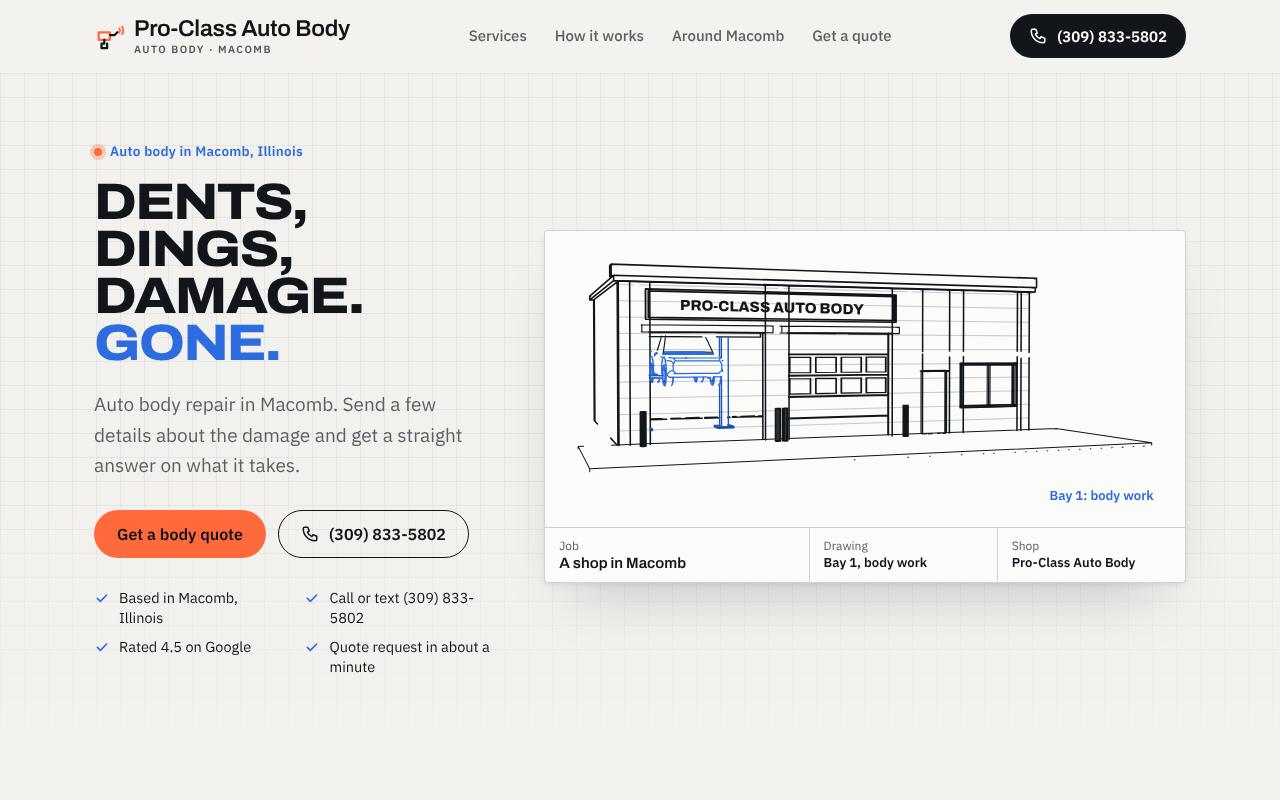 Pro-Class Auto Body
AUTO BODY · MACOMB
Services
How it works
Around Macomb
Get a quote
(309) 833-5802
Auto body in Macomb, Illinois
DENTS,
DINGS,
DAMAGE.
GONE.
Auto body repair in Macomb. Send a few
details about the damage and get a straight
answer on what it takes.
Get a body quote
(309) 833-5802
Based in Macomb,
Illinois
Call or text (309) 833-
5802
Rated 4.5 on Google
Quote request in about a
minute
PRO-CLASS AUTO BODY
Bay 1: body work
Job
A shop in Macomb
Drawing
Bay 1, body work
Shop
Pro-Class Auto Body